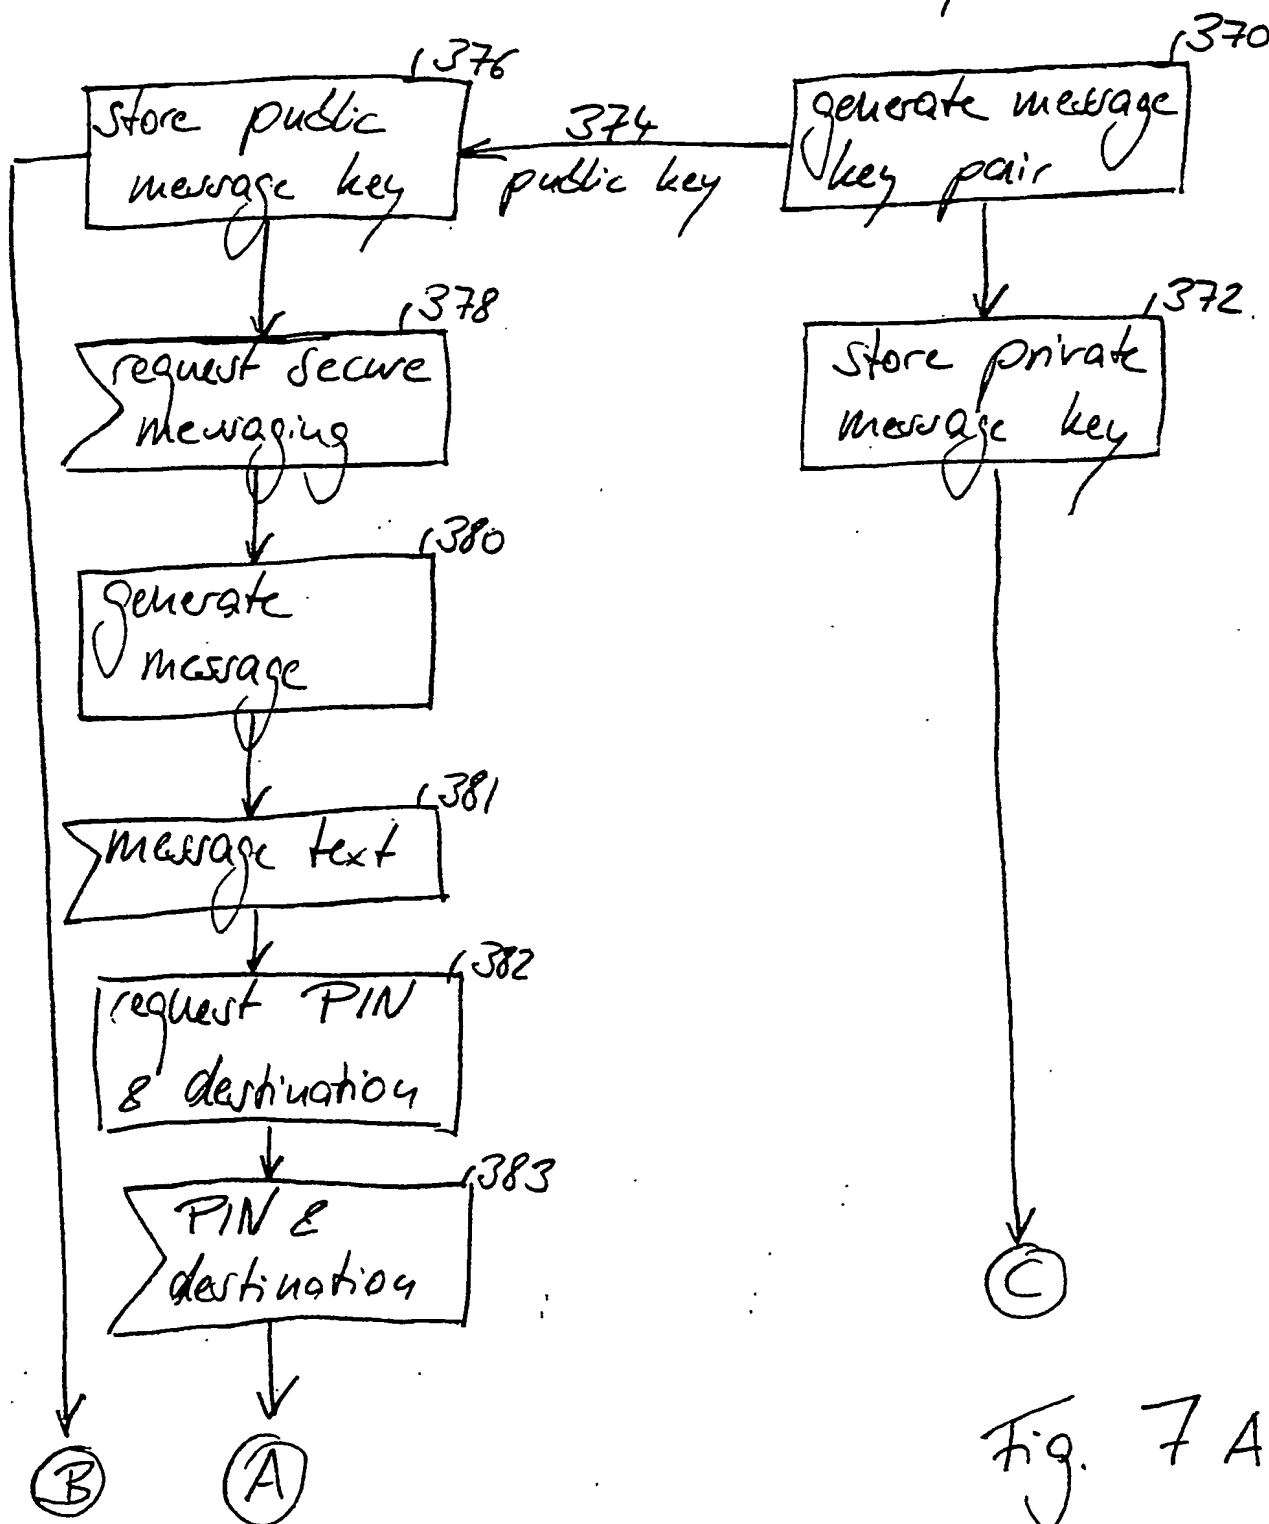 376
store public
message key
374
public key
370
generate message
key pair
378
request secure
messaging
372
store private
message key
380
generate
message
381
message text
382
request PIN
& destination
383
PIN &
destination
C
B
A
Fig. 7 A